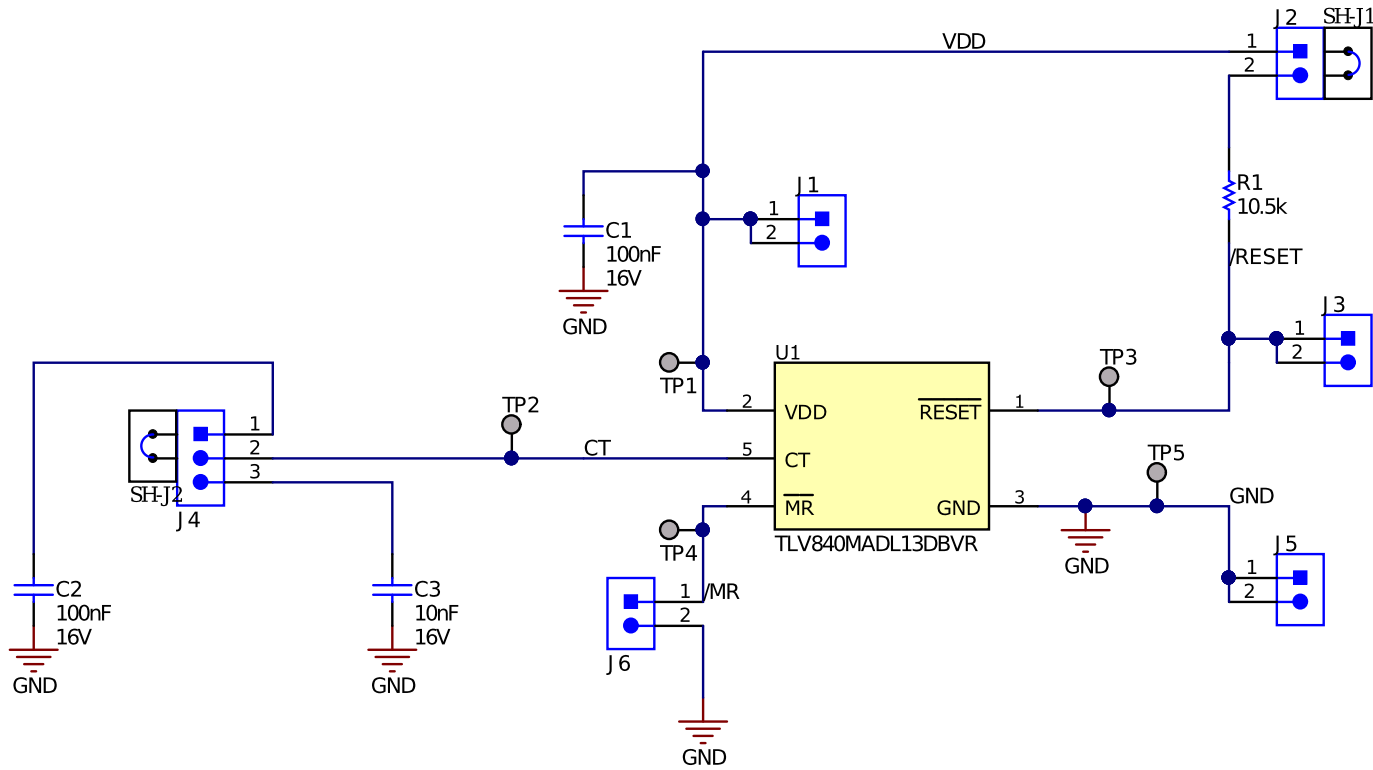 J2 SH-J1
VDD
1
2
R1
10.5k
/RESET
J1
1
2
C1
100nF
16V
GND
J3
1
2
U1
TP1
TP3
2 VDD RESET 1
TP2
1
2
3
CT
5 CT
TP5
SH-J2
J4
4 MR GND 3
GND
TP4
TLV840MADL13DBVR
GND
J5
1
2
C2
100nF
16V
GND
C3
10nF
16V
GND
1 /MR
2
J6
GND